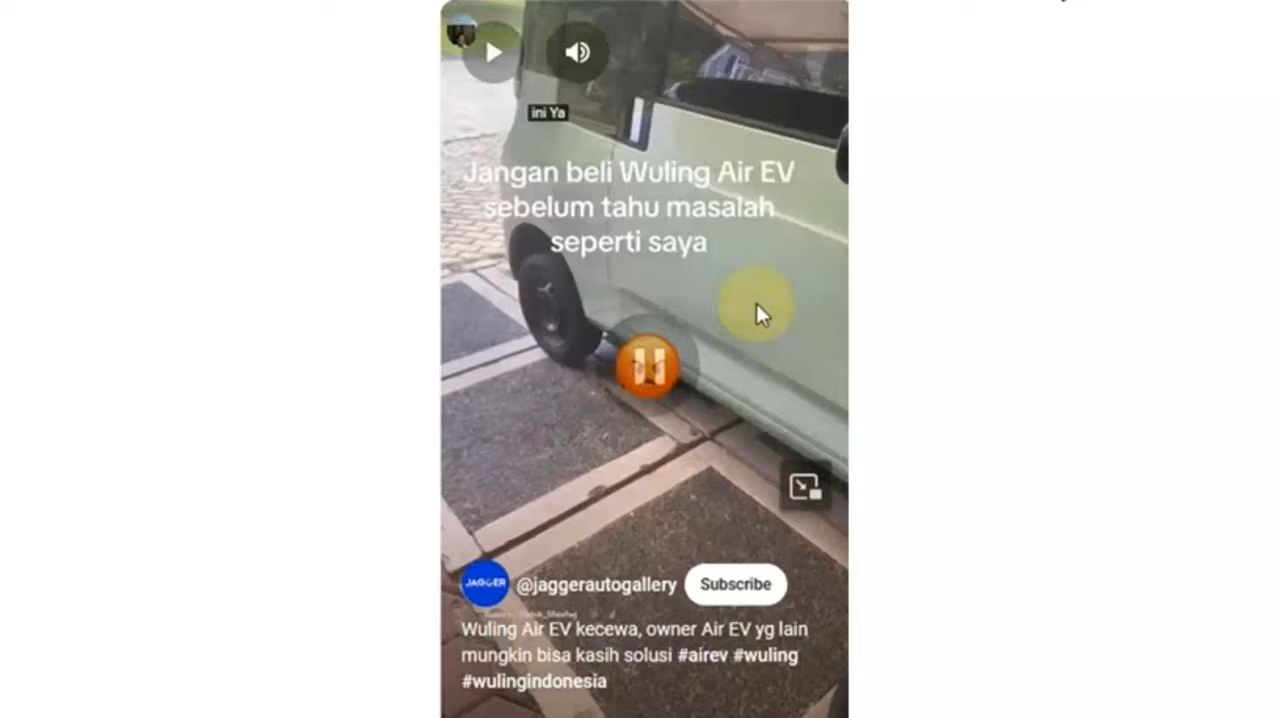 ini Ya
Jangan beli Wuling Air EV
sebelum tahu masalah
seperti saya
JAGGER
@jaggerautogallery
Subscribe
Wuling Air EV kecewa, owner Air EV yg lain
mungkin bisa kasih solusi #airev #wuling
#wulingindonesia